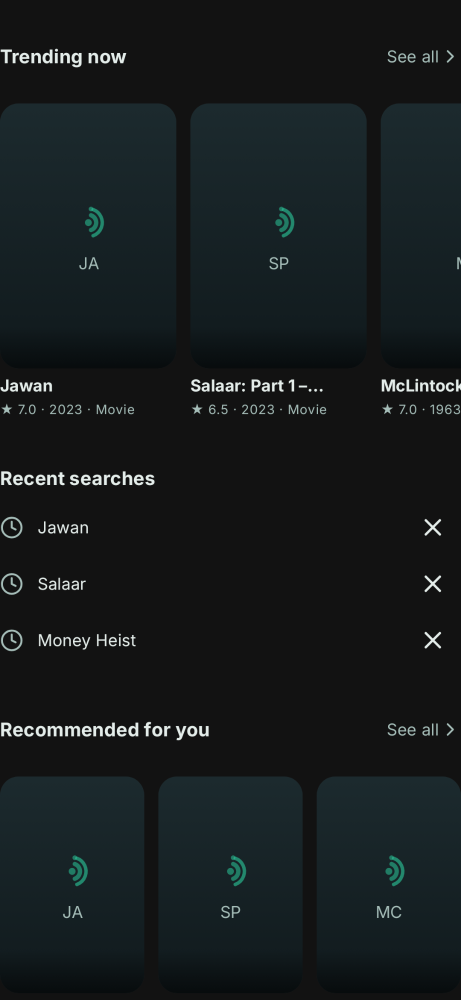 Trending now
See all
JA
SP
Jawan
Salaar: Part 1 –...
McLintock
★ 7.0 · 2023 · Movie
★ 6.5 · 2023 · Movie
★ 7.0 · 1963
Recent searches
Jawan
Salaar
Money Heist
Recommended for you
See all
JA
SP
MC